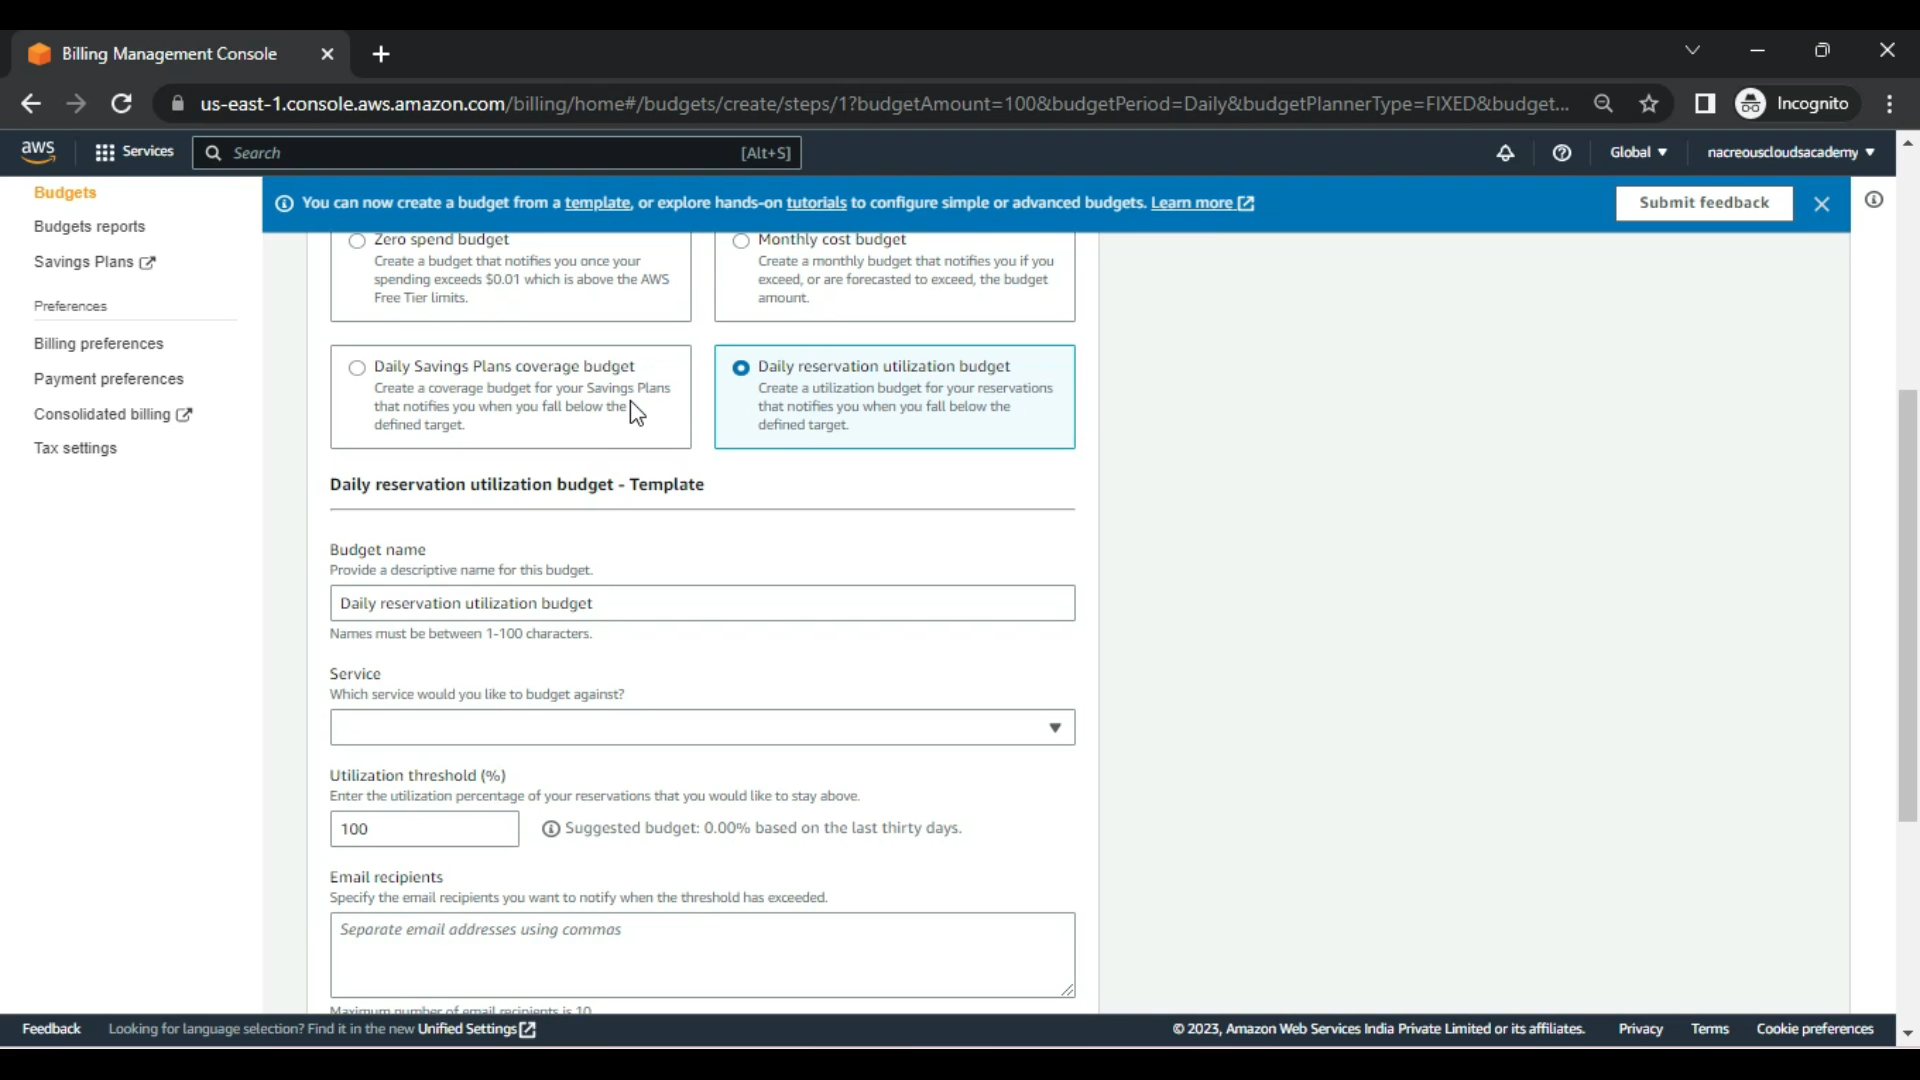 Billing Management Console
us-east-1.console.aws.amazon.com/billing/home#/budgets/create/steps/1?budgetAmount=100&budgetPeriod=Daily&budgetPlannerType=FIXED&budget...
Incognito
aws
Services
Search
[Alt+S]
Global
nacreouscloudsacademy
Budgets
Budgets reports
Savings Plans
Preferences
Billing preferences
Payment preferences
Consolidated billing
Tax settings
You can now create a budget from a template, or explore hands-on tutorials to configure simple or advanced budgets. Learn more
Submit feedback
Zero spend budget
Create a budget that notifies you once your
spending exceeds $0.01 which is above the AWS
Free Tier limits.
Monthly cost budget
Create a monthly budget that notifies you if you
exceed, or are forecasted to exceed, the budget
amount.
Daily Savings Plans coverage budget
Create a coverage budget for your Savings Plans
that notifies you when you fall below the
defined target.
Daily reservation utilization budget
Create a utilization budget for your reservations
that notifies you when you fall below the
defined target.
Daily reservation utilization budget - Template
Budget name
Provide a descriptive name for this budget.
Daily reservation utilization budget
Names must be between 1-100 characters.
Service
Which service would you like to budget against?
Utilization threshold (%)
Enter the utilization percentage of your reservations that you would like to stay above.
100
Suggested budget: 0.00% based on the last thirty days.
Email recipients
Specify the email recipients you want to notify when the threshold has exceeded.
Separate email addresses using commas
Maximum number of email recipients is 10
Feedback
Looking for language selection? Find it in the new Unified Settings
© 2023, Amazon Web Services India Private Limited or its affiliates.
Privacy
Terms
Cookie preferences